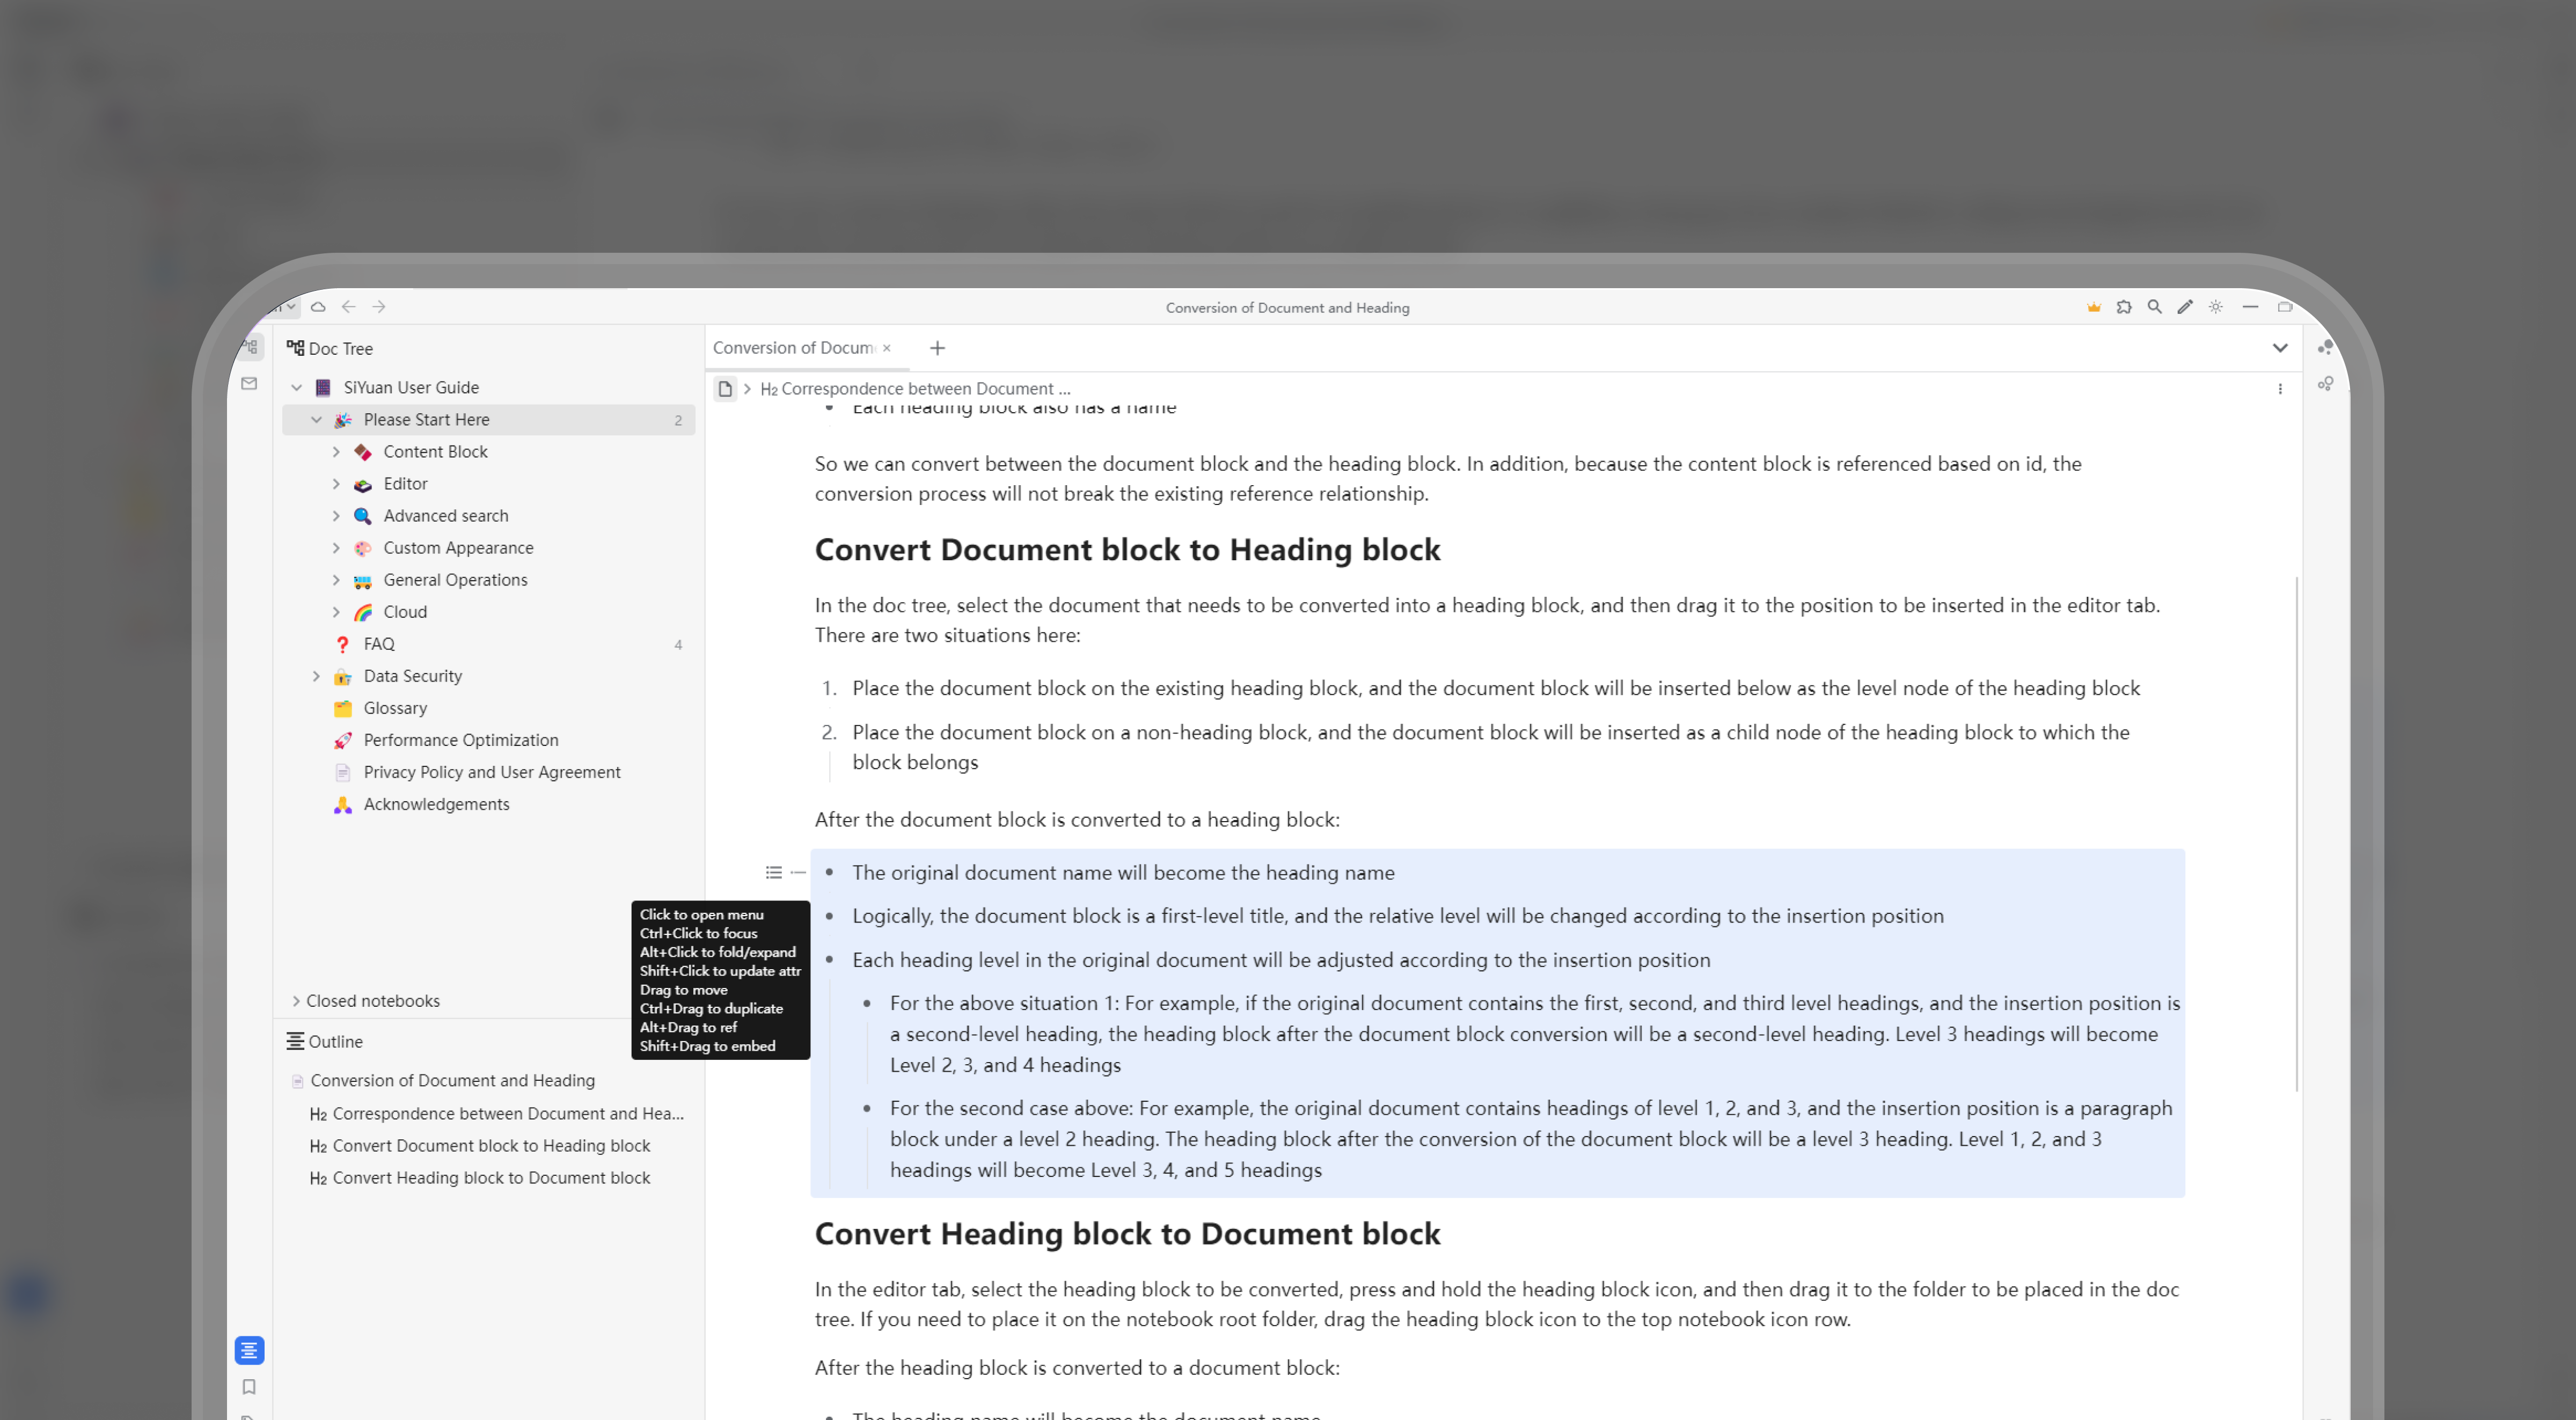 Conversion of Document and Heading
Doc Tree
SiYuan User Guide
Please Start Here 2
Content Block
Editor
Advanced search
Custom Appearance
General Operations
Cloud
FAQ 4
Data Security
Glossary
Performance Optimization
Privacy Policy and User Agreement
Acknowledgements
Closed notebooks
Outline
Conversion of Document and Heading
H2 Correspondence between Document and Hea...
H2 Convert Document block to Heading block
H2 Convert Heading block to Document block
Click to open menu
Ctrl+Click to focus
Alt+Click to fold/expand
Shift+Click to update attr
Drag to move
Ctrl+Drag to duplicate
Alt+Drag to ref
Shift+Drag to embed
Conversion of Docum
H2 Correspondence between Document ...
Each heading block also has a name
So we can convert between the document block and the heading block. In addition, because the content block is referenced based on id, the
conversion process will not break the existing reference relationship.
Convert Document block to Heading block
In the doc tree, select the document that needs to be converted into a heading block, and then drag it to the position to be inserted in the editor tab.
There are two situations here:
1. Place the document block on the existing heading block, and the document block will be inserted below as the level node of the heading block
2. Place the document block on a non-heading block, and the document block will be inserted as a child node of the heading block to which the
block belongs
After the document block is converted to a heading block:
• The original document name will become the heading name
• Logically, the document block is a first-level title, and the relative level will be changed according to the insertion position
• Each heading level in the original document will be adjusted according to the insertion position
• For the above situation 1: For example, if the original document contains the first, second, and third level headings, and the insertion position is
a second-level heading, the heading block after the document block conversion will be a second-level heading. Level 3 headings will become
Level 2, 3, and 4 headings
• For the second case above: For example, the original document contains headings of level 1, 2, and 3, and the insertion position is a paragraph
block under a level 2 heading. The heading block after the conversion of the document block will be a level 3 heading. Level 1, 2, and 3
headings will become Level 3, 4, and 5 headings
Convert Heading block to Document block
In the editor tab, select the heading block to be converted, press and hold the heading block icon, and then drag it to the folder to be placed in the doc
tree. If you need to place it on the notebook root folder, drag the heading block icon to the top notebook icon row.
After the heading block is converted to a document block:
The heading name will become the document name